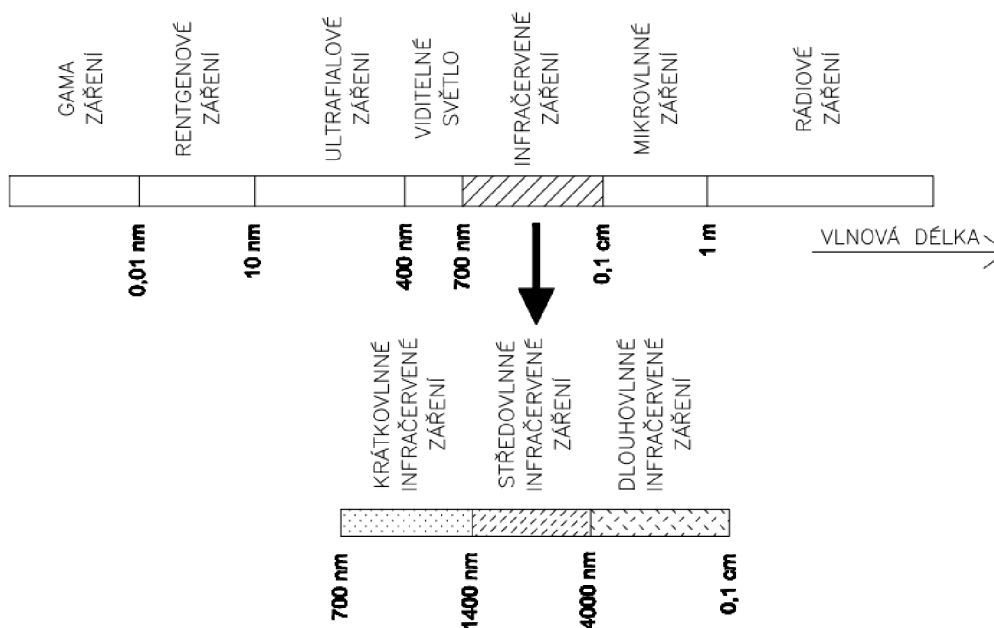 GAMA
ZÁŘENÍ
RENTGENOVÉ
ZÁŘENÍ
ULTRAFIALOVÉ
ZÁŘENÍ
VIDITELNÉ
SVĚTLO
INFRAČERVENÉ
ZÁŘENÍ
MIKROVLNNÉ
ZÁŘENÍ
RÁDIOVÉ
ZÁŘENÍ
0,01 nm
10 nm
400 nm
700 nm
0,1 cm
1 m
VLNOVÁ DÉLKA
KRÁTKOVLNNÉ
INFRAČERVENÉ
ZÁŘENÍ
STŘEDOVLNNÉ
INFRAČERVENÉ
ZÁŘENÍ
DLOUHOVLNNÉ
INFRAČERVENÉ
ZÁŘENÍ
700 nm
1400 nm
4000 nm
0,1 cm